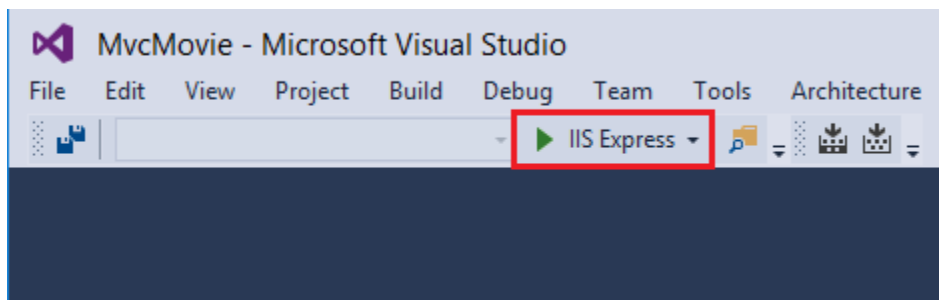 MvcMovie - Microsoft Visual Studio
File Edit View Project Build Debug Team Tools Architecture
IIS Express